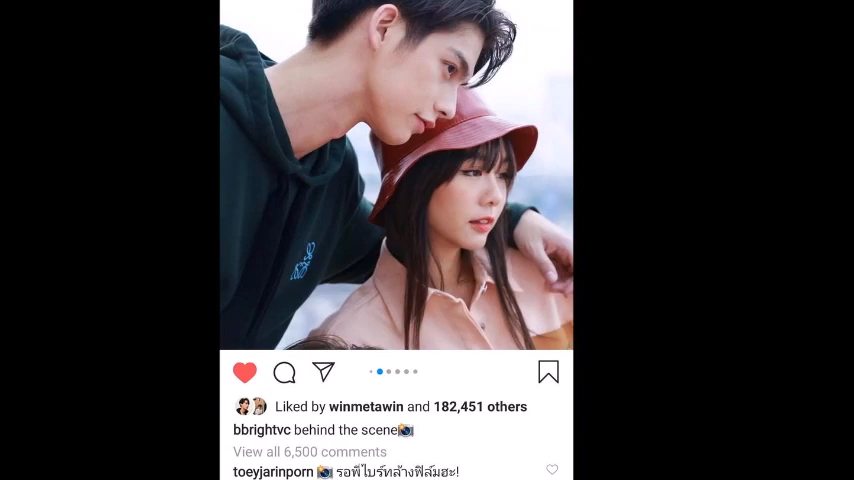 Liked by winmetawin and 182,451 others
bbrightvc behind the scene📸
View all 6,500 comments
toeyjarinporn 📸 รอพี่ไบร์ทล้างฟิล์มฮะ!